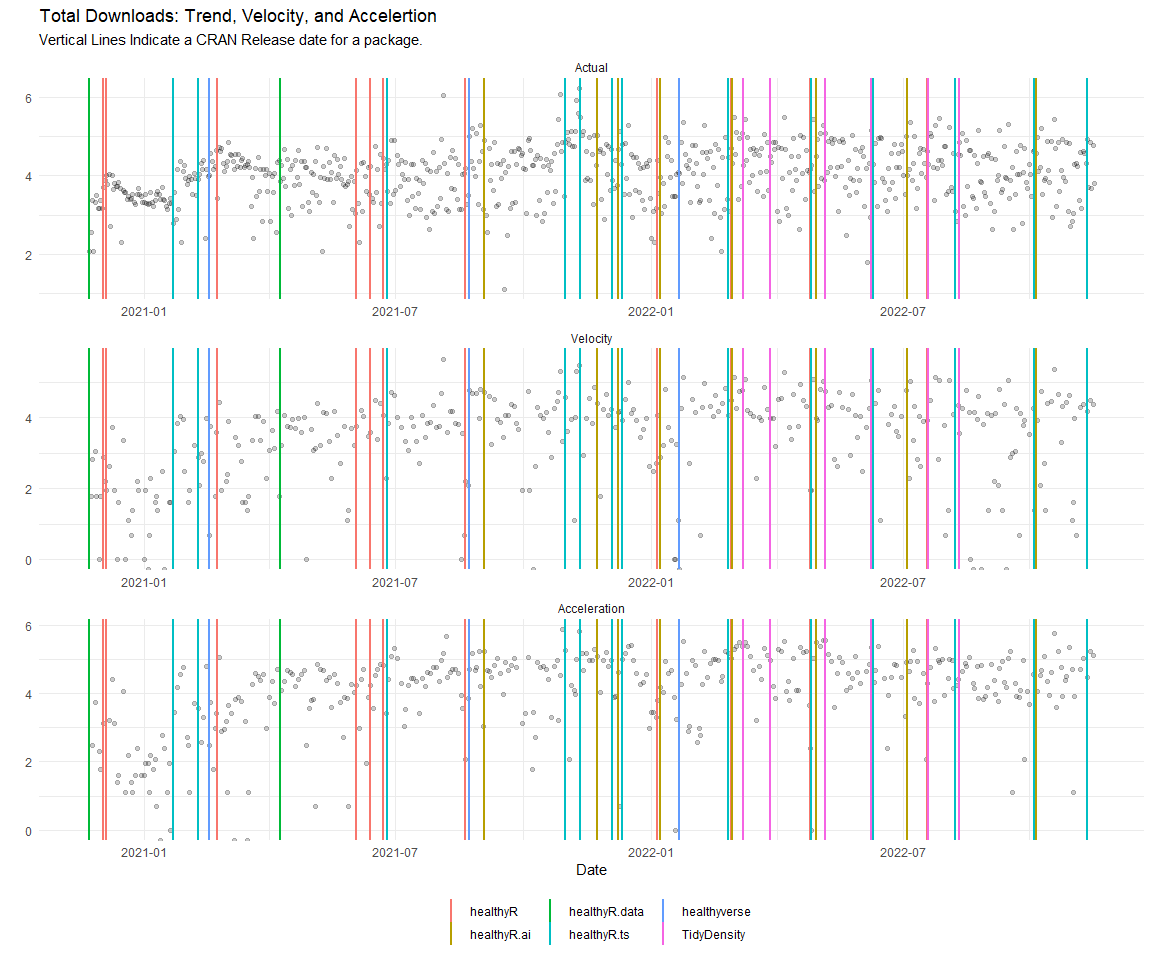 Total Downloads: Trend, Velocity, and Accelertion
Vertical Lines Indicate a CRAN Release date for a package.
Actual
6
4
2
2021-01 2021-07 2022-01 2022-07
Velocity
4
2
0
2021-01 2021-07 2022-01 2022-07
Acceleration
6
4
2
0
2021-01 2021-07 2022-01 2022-07
Date
healthyR healthyR.data healthyverse
healthyR.ai healthyR.ts TidyDensity